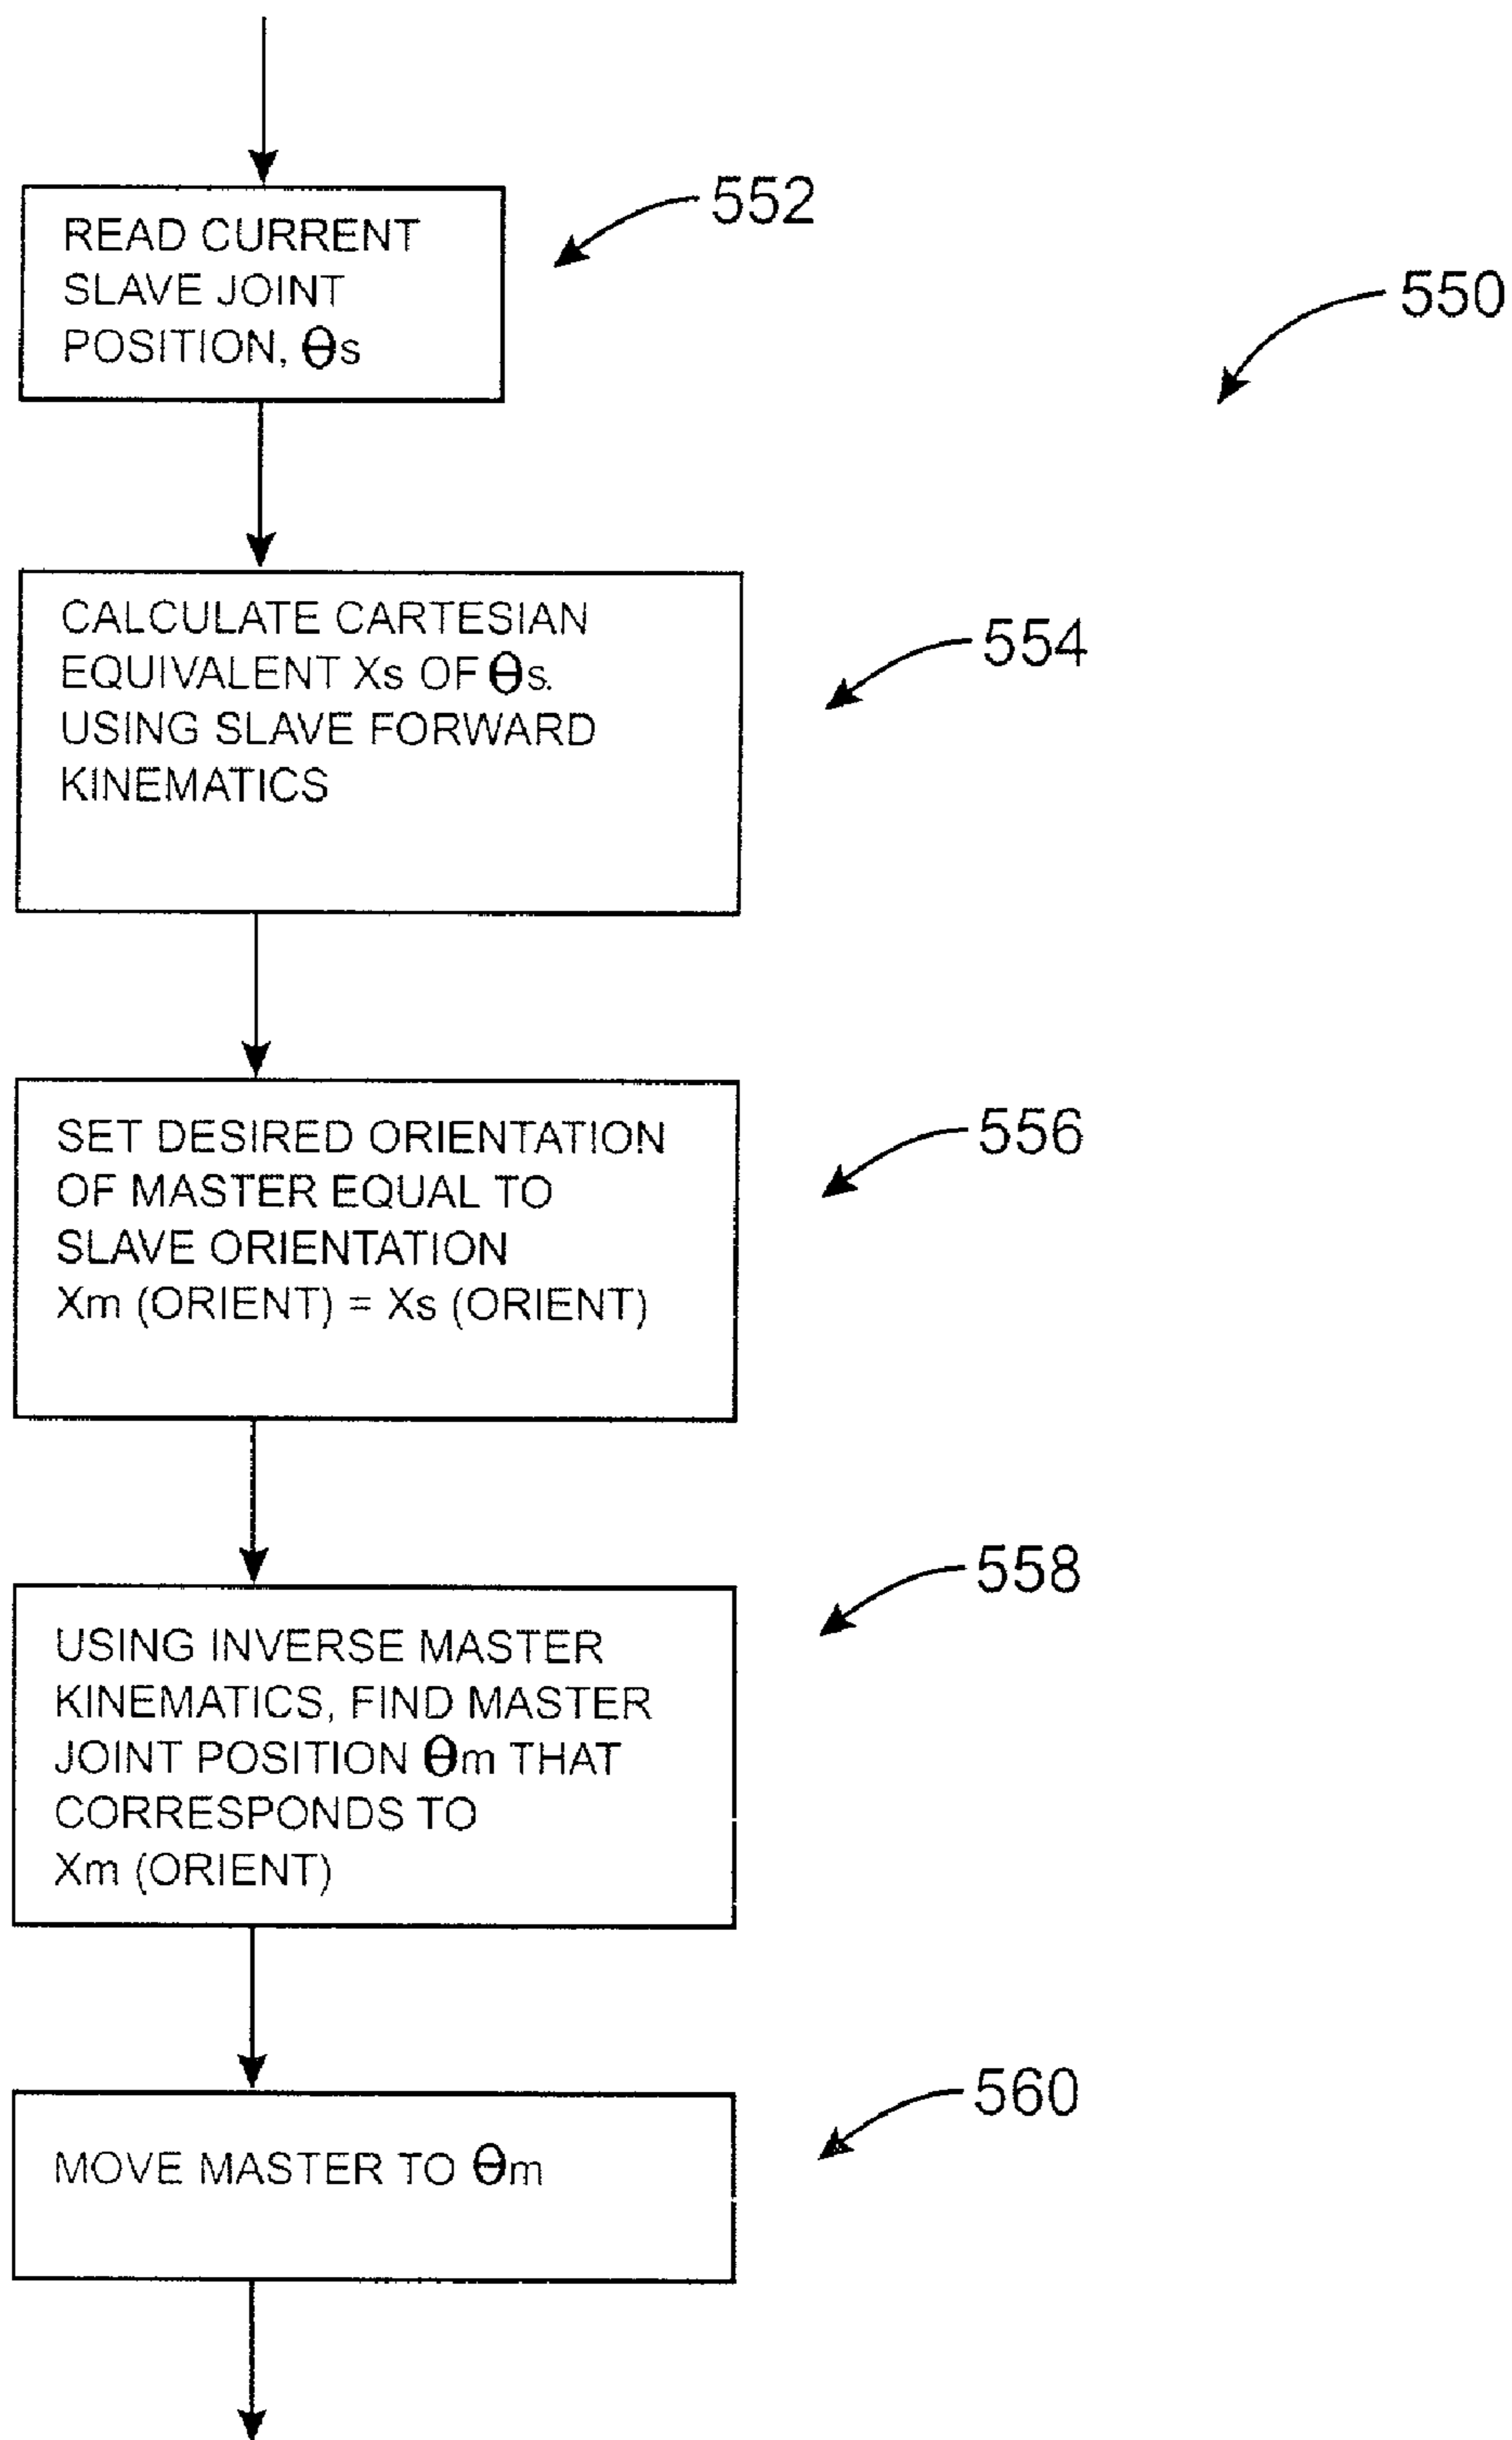 READ CURRENT
SLAVE JOINT
POSITION, θs
552
550
CALCULATE CARTESIAN
EQUIVALENT Xs OF θs.
USING SLAVE FORWARD
KINEMATICS
554
SET DESIRED ORIENTATION
OF MASTER EQUAL TO
SLAVE ORIENTATION
Xm (ORIENT) = Xs (ORIENT)
556
USING INVERSE MASTER
KINEMATICS, FIND MASTER
JOINT POSITION θm THAT
CORRESPONDS TO
Xm (ORIENT)
558
MOVE MASTER TO θm
560